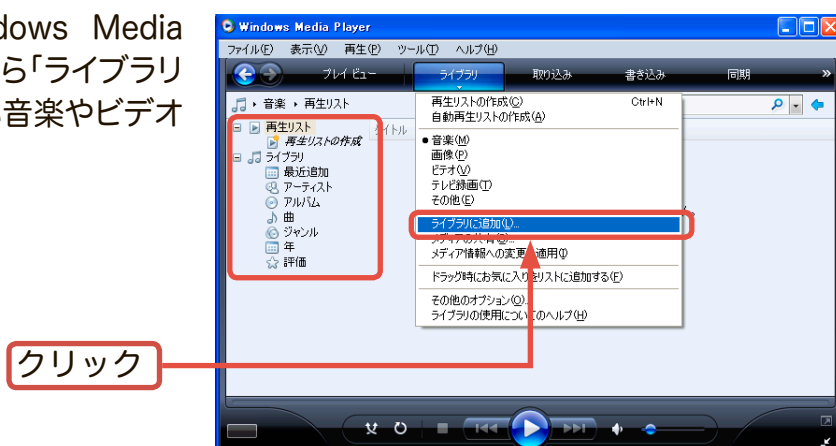 dows Media
ら「ライブラリ
音楽やビデオ
Windows Media Player
ファイル(F) 表示(V) 再生(P) ツール(T) ヘルプ(H)
プレイ ビュー ライブラリ 取り込み 書き込み 同期 »
音楽 ▸ 再生リスト
再生リスト
再生リストの作成
ライブラリ
最近追加
アーティスト
アルバム
曲
ジャンル
年
評価
イトル
再生リストの作成(C) Ctrl+N
自動再生リストの作成(A)
音楽(M)
画像(P)
ビデオ(V)
テレビ録画(T)
その他(E)
ライブラリに追加(L)...
メディアの共有(S)...
メディア情報への変更 適用(I)
ドラッグ時にお気に入りをリストに追加する(F)
その他のオプション(O)...
ライブラリの使用についてのヘルプ(H)
クリック